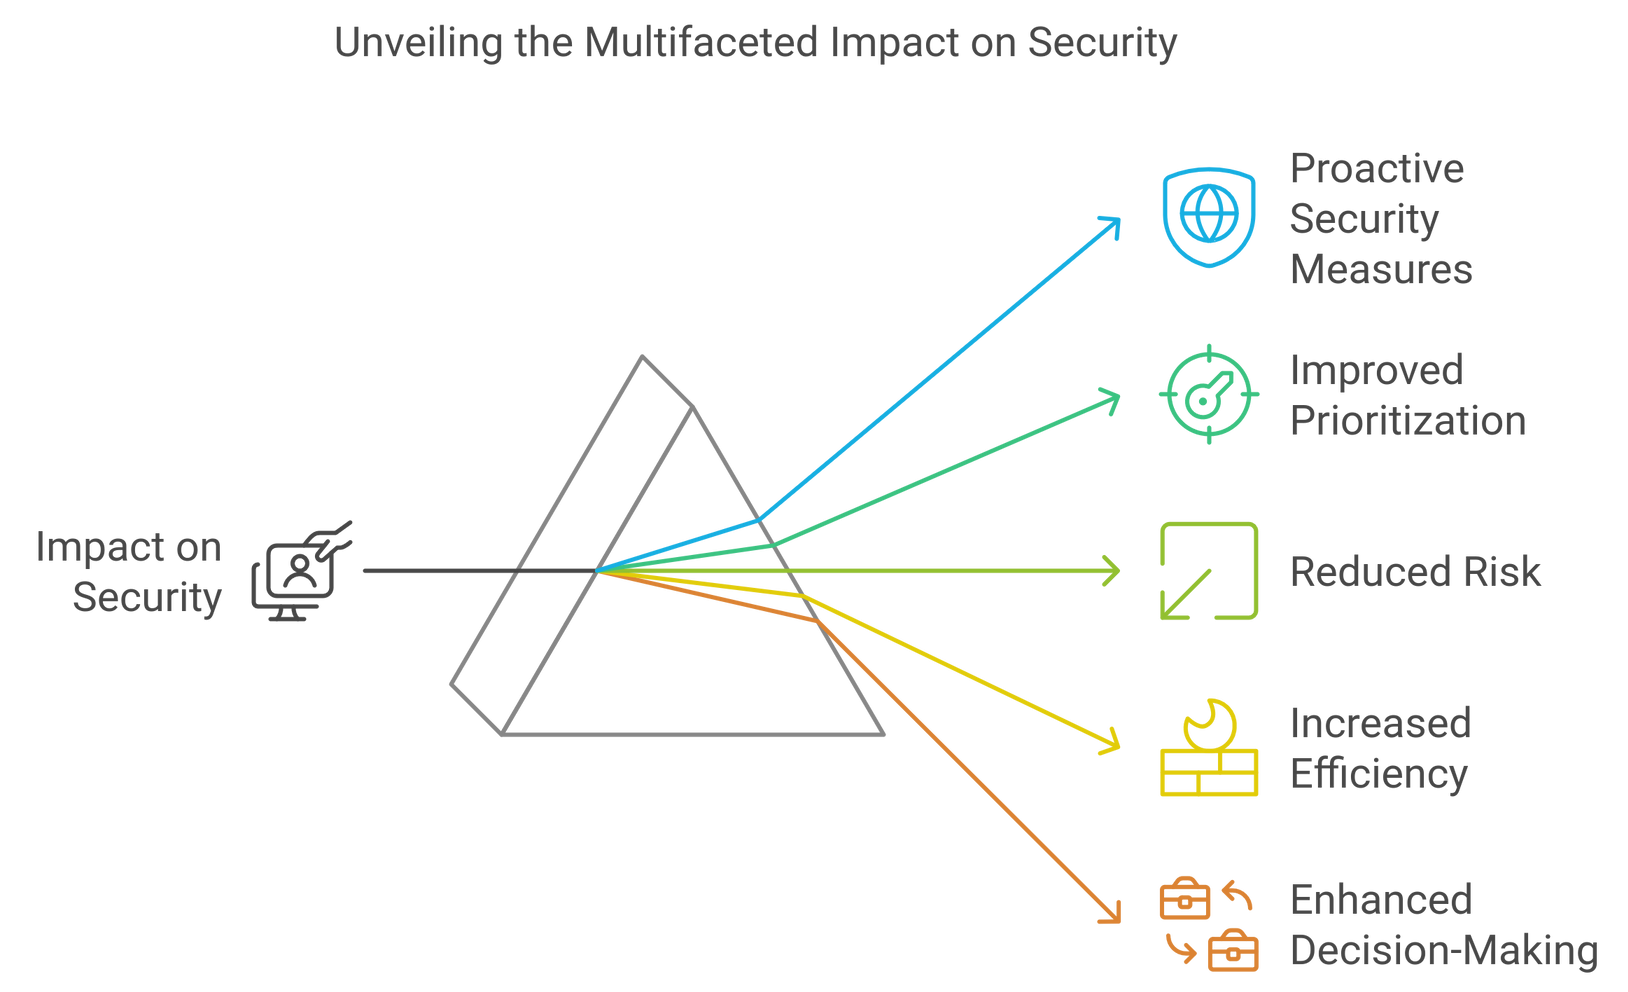 Unveiling the Multifaceted Impact on Security
Proactive
Security
Measures
Improved
Prioritization
Impact on
Security
Reduced Risk
Increased
Efficiency
Enhanced
Decision-Making